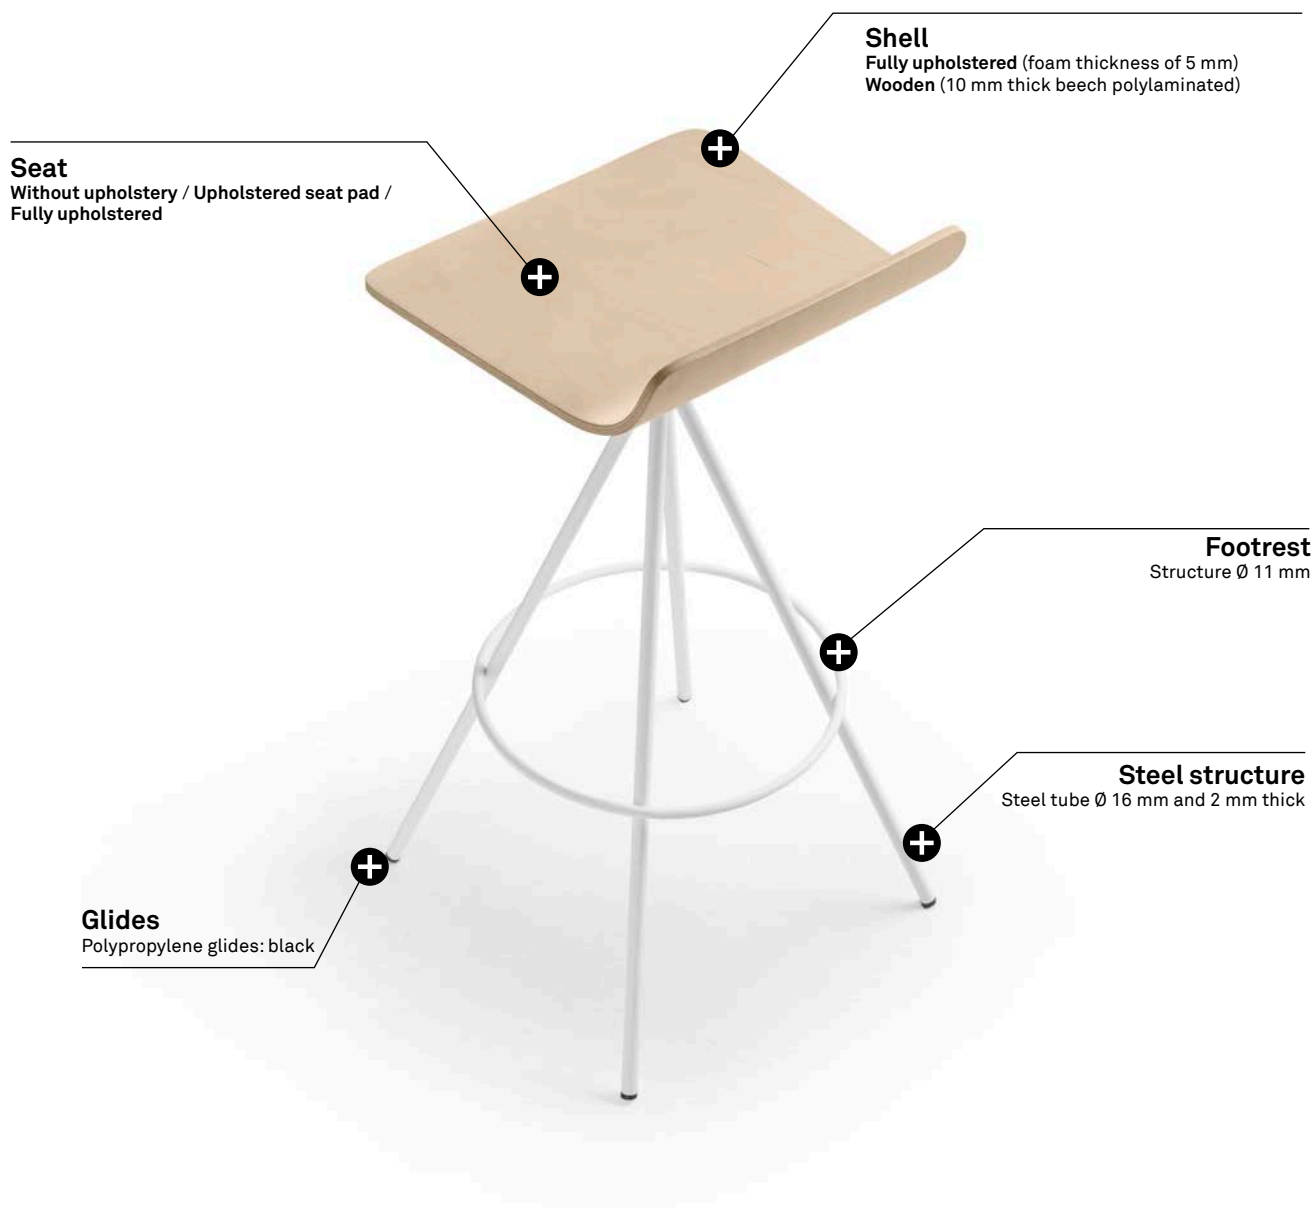 Shell
Fully upholstered (foam thickness of 5 mm)
Wooden (10 mm thick beech polylaminated)
Seat
Without upholstery / Upholstered seat pad /
Fully upholstered
Footrest
Structure Ø 11 mm
Steel structure
Steel tube Ø 16 mm and 2 mm thick
Glides
Polypropylene glides: black